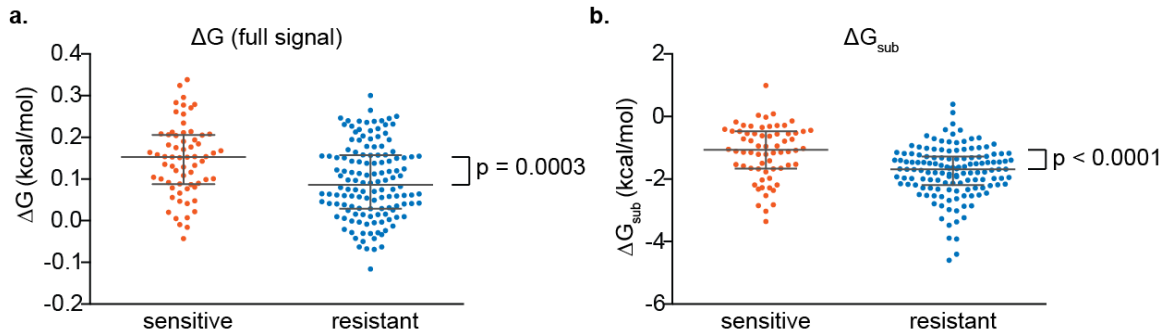 a.
ΔG (full signal)
ΔG (kcal/mol)
0.4
0.3
0.2
0.1
0.0
-0.1
-0.2
sensitive
resistant
p = 0.0003
b.
ΔGsub
ΔGsub (kcal/mol)
2
0
-2
-4
-6
sensitive
resistant
p < 0.0001